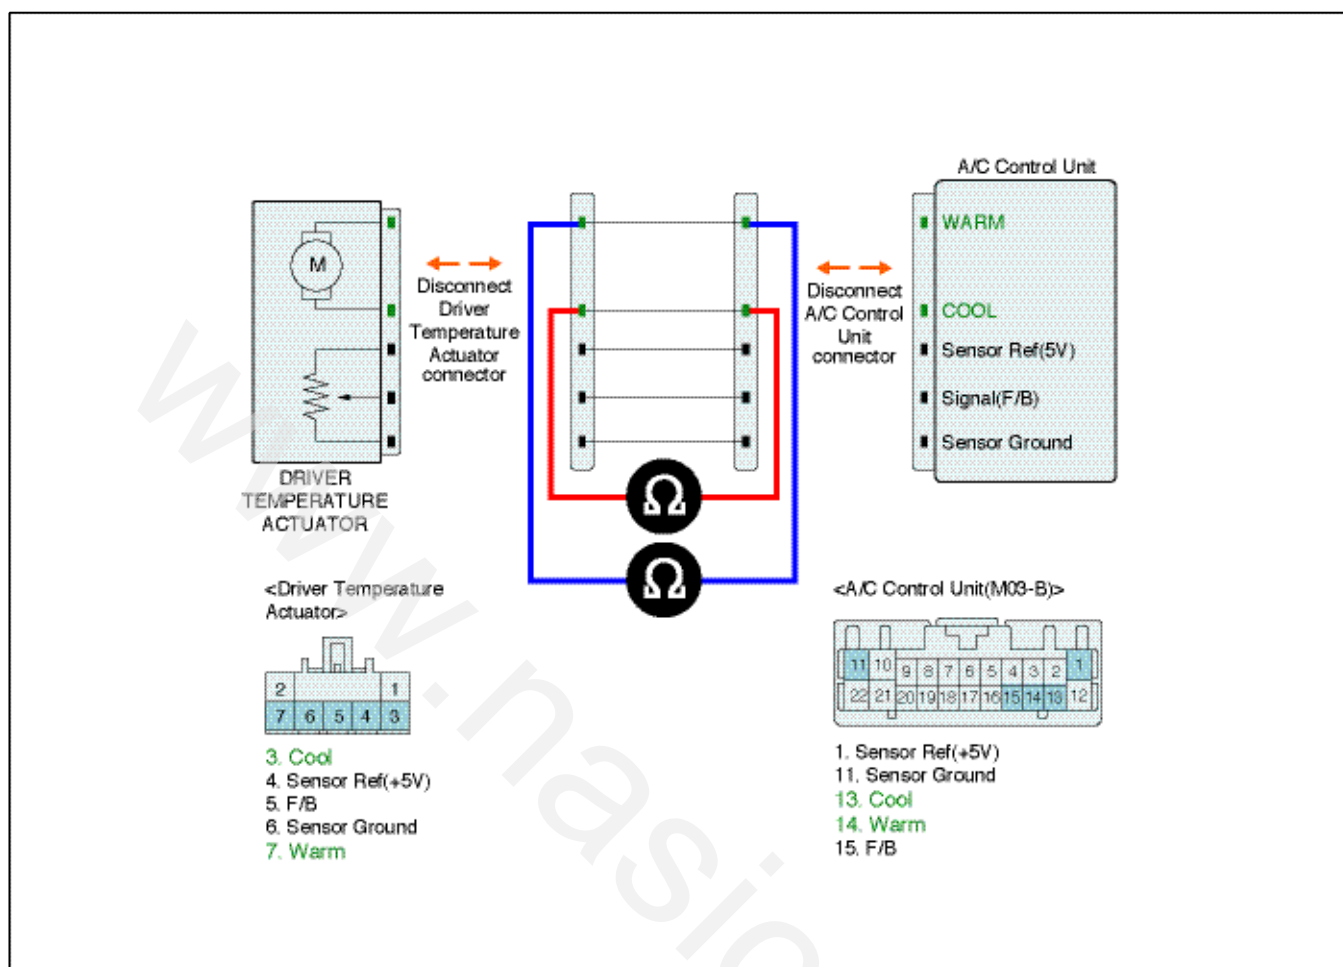 A/C Control Unit
WARM
COOL
Sensor Ref(5V)
Signal(F/B)
Sensor Ground
M
Disconnect
Driver
Temperature
Actuator
connector
Disconnect
A/C Control
Unit
connector
DRIVER
TEMPERATURE
ACTUATOR
Ω
Ω
<Driver Temperature
Actuator>
2 1
7 6 5 4 3
3. Cool
4. Sensor Ref(+5V)
5. F/B
6. Sensor Ground
7. Warm
<A/C Control Unit(M03-B)>
11 10 9 8 7 6 5 4 3 2 1
22 21 20 19 18 17 16 15 14 13 12
1. Sensor Ref(+5V)
11. Sensor Ground
13. Cool
14. Warm
15. F/B
www.nasio